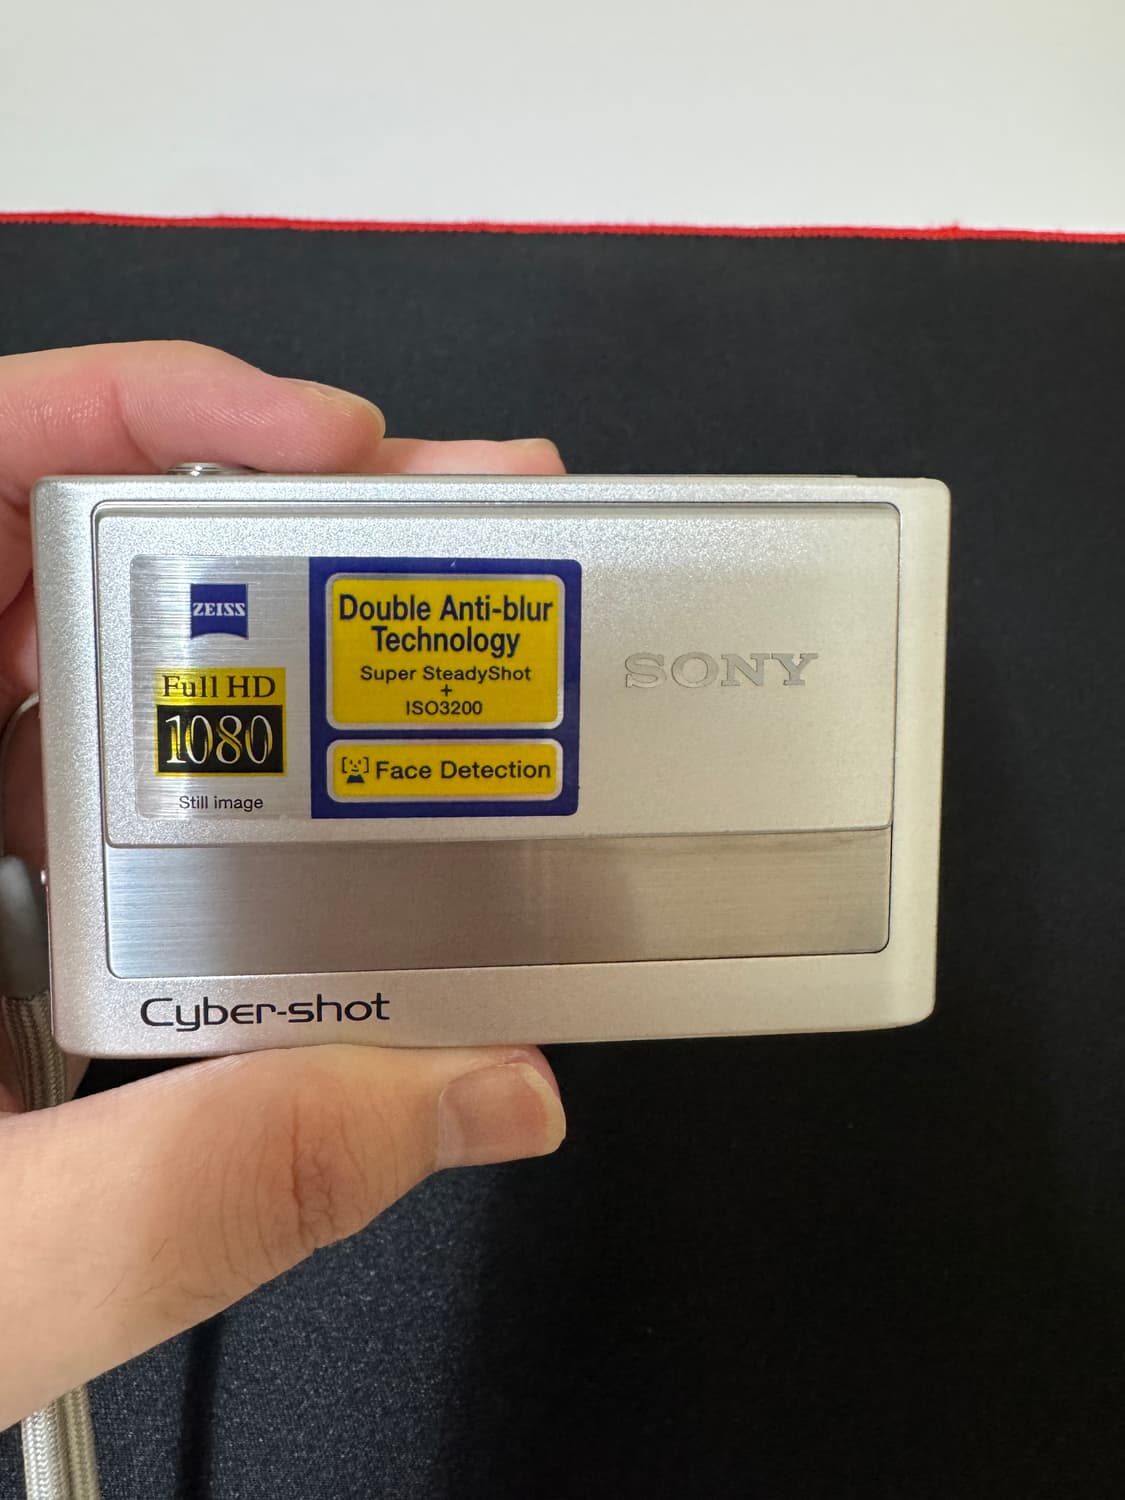 ZEISS
Full HD
1080
Still image
Double Anti-blur
Technology
Super SteadyShot
+
ISO3200
Face Detection
SONY
Cyber-shot